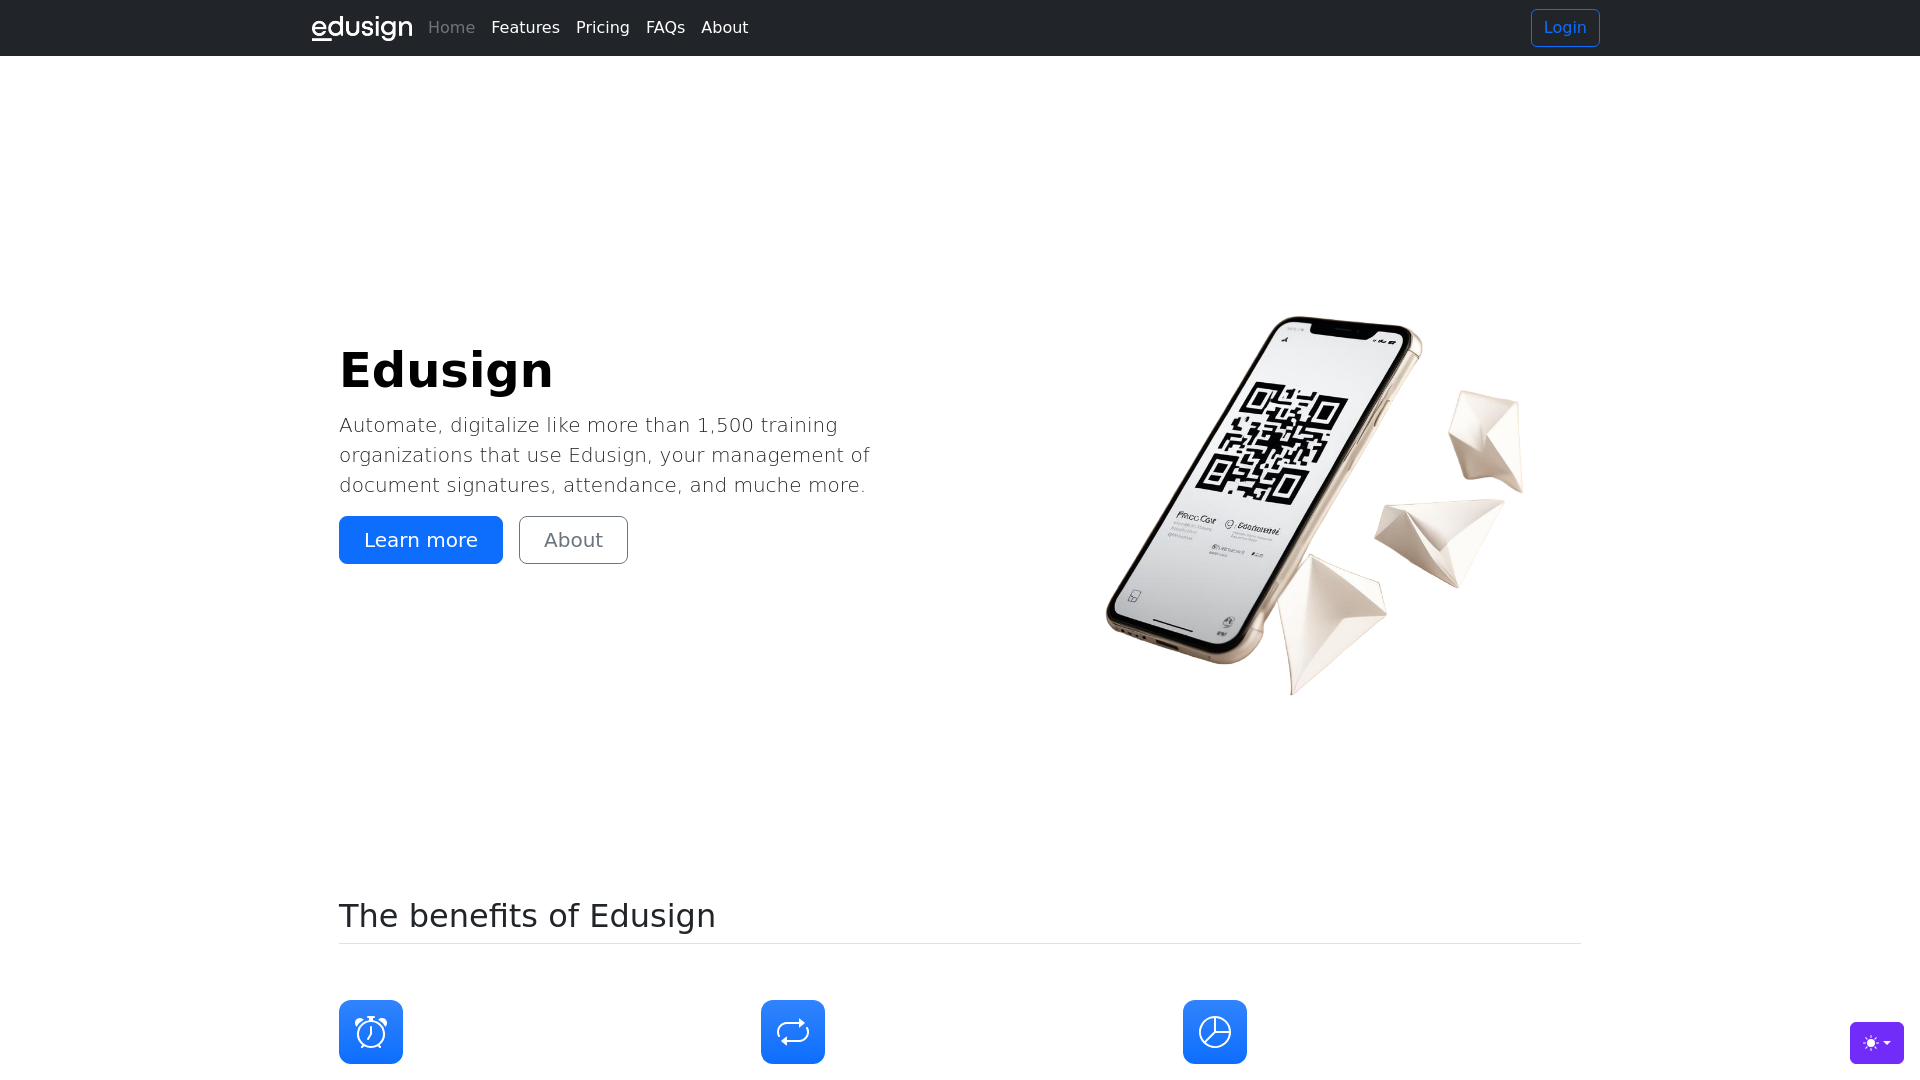 edusign Home Features Pricing FAQs About Login
Edusign
Automate, digitalize like more than 1,500 training
organizations that use Edusign, your management of
document signatures, attendance, and muche more.
Learn more About
The benefits of Edusign